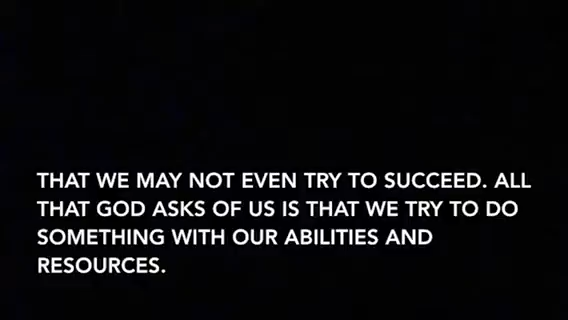 THAT WE MAY NOT EVEN TRY TO SUCCEED. ALL
THAT GOD ASKS OF US IS THAT WE TRY TO DO
SOMETHING WITH OUR ABILITIES AND
RESOURCES.